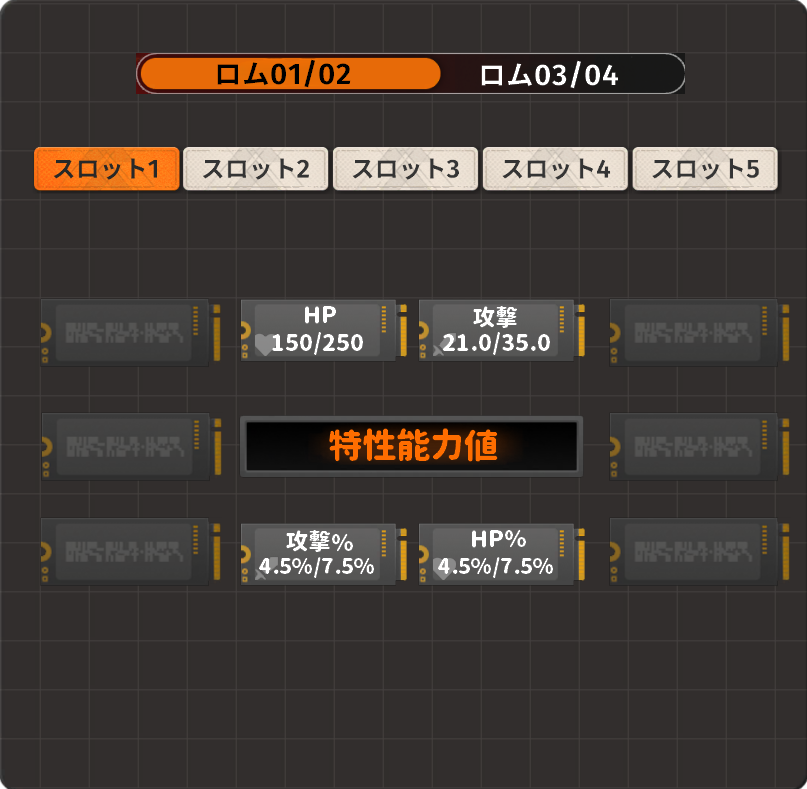 ロム01/02
ロム03/04
スロット1
スロット2
スロット3
スロット4
スロット5
HP
150/250
攻撃
21.0/35.0
特性能力値
攻撃%
4.5%/7.5%
HP%
4.5%/7.5%